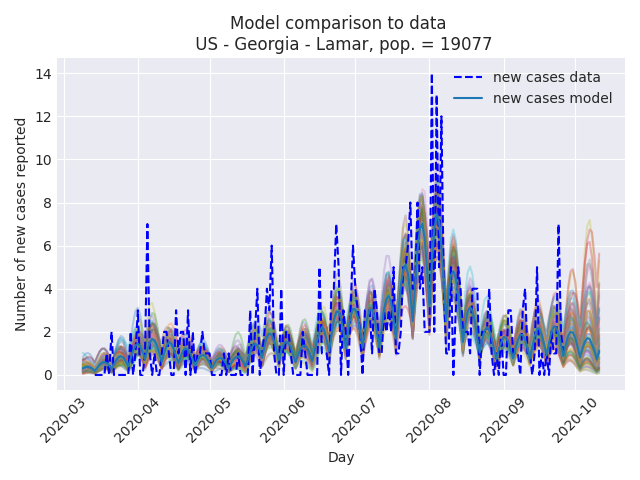 Model comparison to data
US - Georgia - Lamar, pop. = 19077
new cases data
new cases model
Number of new cases reported
14
12
10
8
6
4
2
0
2020-03
2020-04
2020-05
2020-06
2020-07
2020-08
2020-09
2020-10
Day